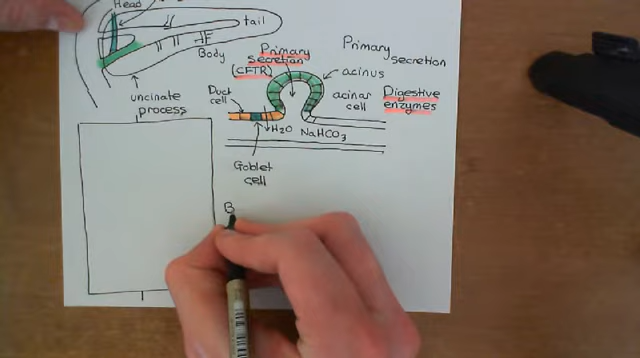 Head
tail
Body
uncinate
process
Primary
secretion
(CFTR)
Primary
secretion
acinus
acinar
cell
Digestive
enzymes
Duct
cell
H2O NaHCO3
Goblet
cell
B